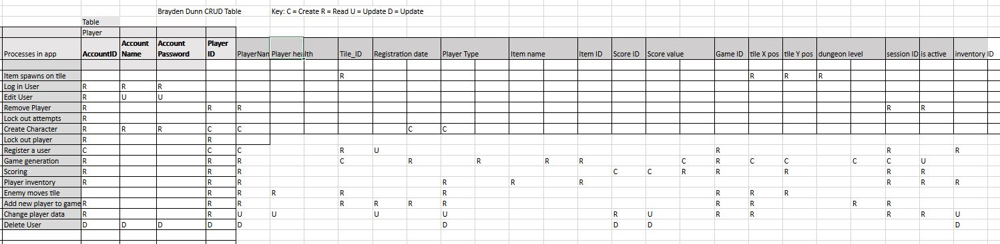 Brayden Dunn CRUD Table Key: C = Create R = Read U = Update D = Update
Table
Player
Processes in app AccountID Account Name Account Password Player ID PlayerNan Player health Tile_ID Registration date Player Type Item name Item ID Score ID Score value Game ID tile X pos tile Y pos dungeon level session ID is active inventory ID
Item spawns on tile R R R R
Log in User R R R
Edit User R U U
Remove Player R R R R R
Lock out attempts R
Create Character R R R C C C C
Lock out player R R
Register a user C C C R U R R R
Game generation R R R C R R R R C R C C C C U
Scoring R R R C C R R R R R
Player inventory R R R R R R R R R
Enemy moves tile R R R R R R R R
Add new player to game R R R R R R R R R R R
Change player data R R U U U U R U R R R R U
Delete User D D D D D D D D D